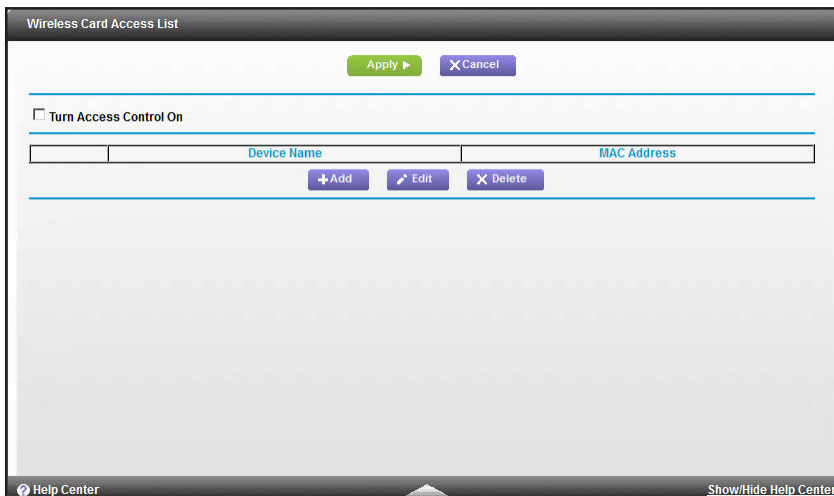 Wireless Card Access List
Apply
Cancel
Turn Access Control On
Device Name MAC Address
Add Edit Delete
Help Center Show/Hide Help Center